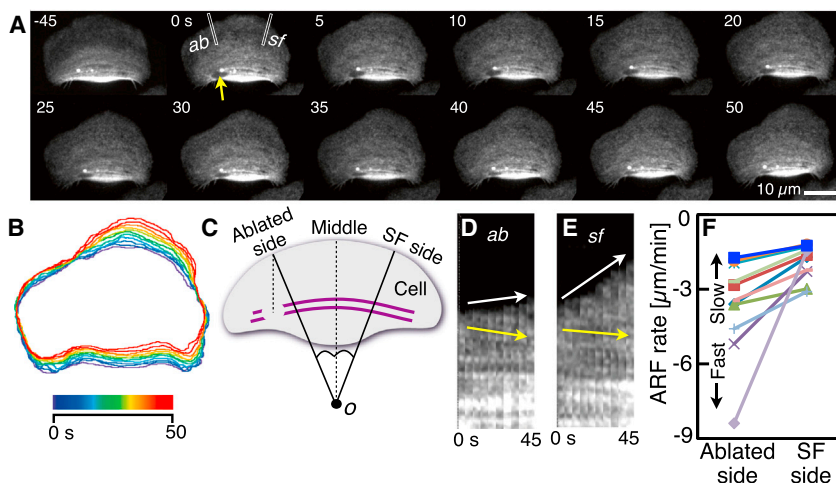 A
-45
0 s
5
10
15
20
ab
sf
25
30
35
40
45
50
10 µm
B
0 s
50
C
Ablated side
Middle
SF side
Cell
O
D
ab
0 s
45
E
sf
0 s
45
F
ARF rate [µm/min]
0
-3
-6
-9
Slow
Fast
Ablated side
SF side